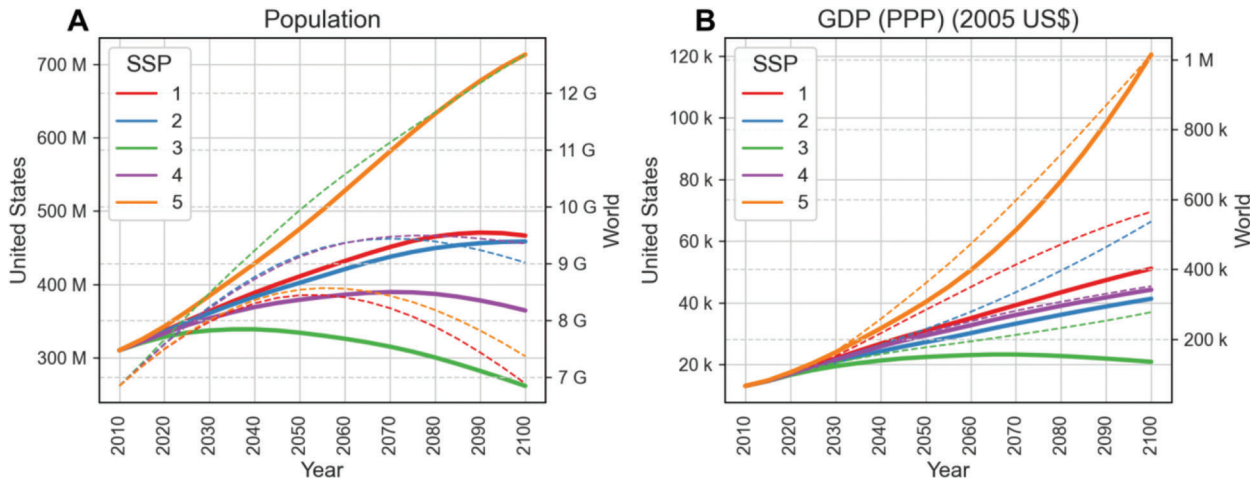 A
Population
SSP
1
2
3
4
5
700 M
600 M
500 M
400 M
300 M
United States
12 G
11 G
10 G
9 G
8 G
7 G
World
2010
2020
2030
2040
2050
2060
2070
2080
2090
2100
Year
B
GDP (PPP) (2005 US$)
SSP
1
2
3
4
5
120 k
100 k
80 k
60 k
40 k
20 k
United States
1 M
800 k
600 k
400 k
200 k
World
2010
2020
2030
2040
2050
2060
2070
2080
2090
2100
Year